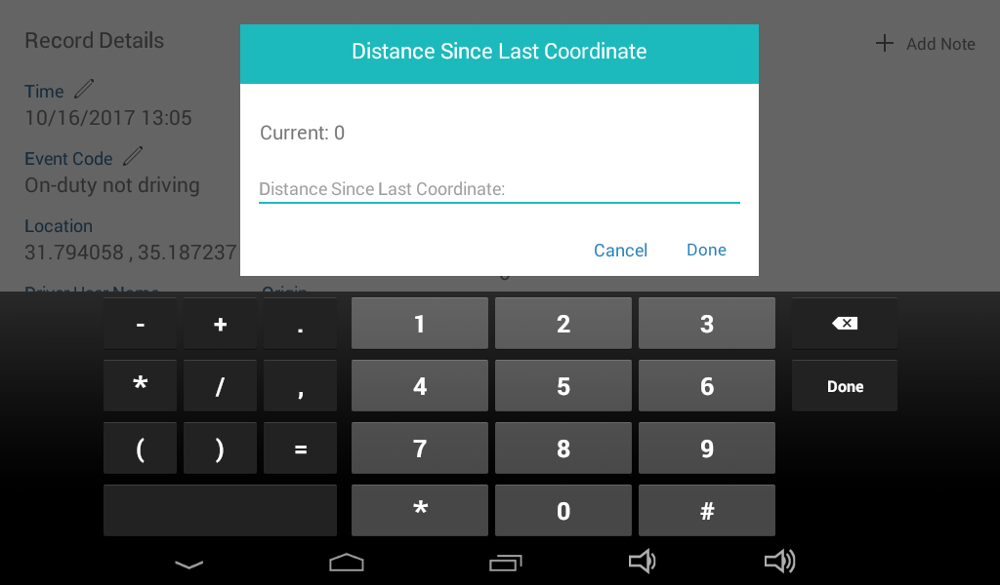 Record Details
Add Note
Time
10/16/2017 13:05
Event Code
On-duty not driving
Location
31.794058 , 35.187237
Distance Since Last Coordinate
Current: 0
Distance Since Last Coordinate:
Cancel Done
Driver User Name Origin
- + . 1 2 3
* / , 4 5 6 Done
( ) = 7 8 9
* 0 #